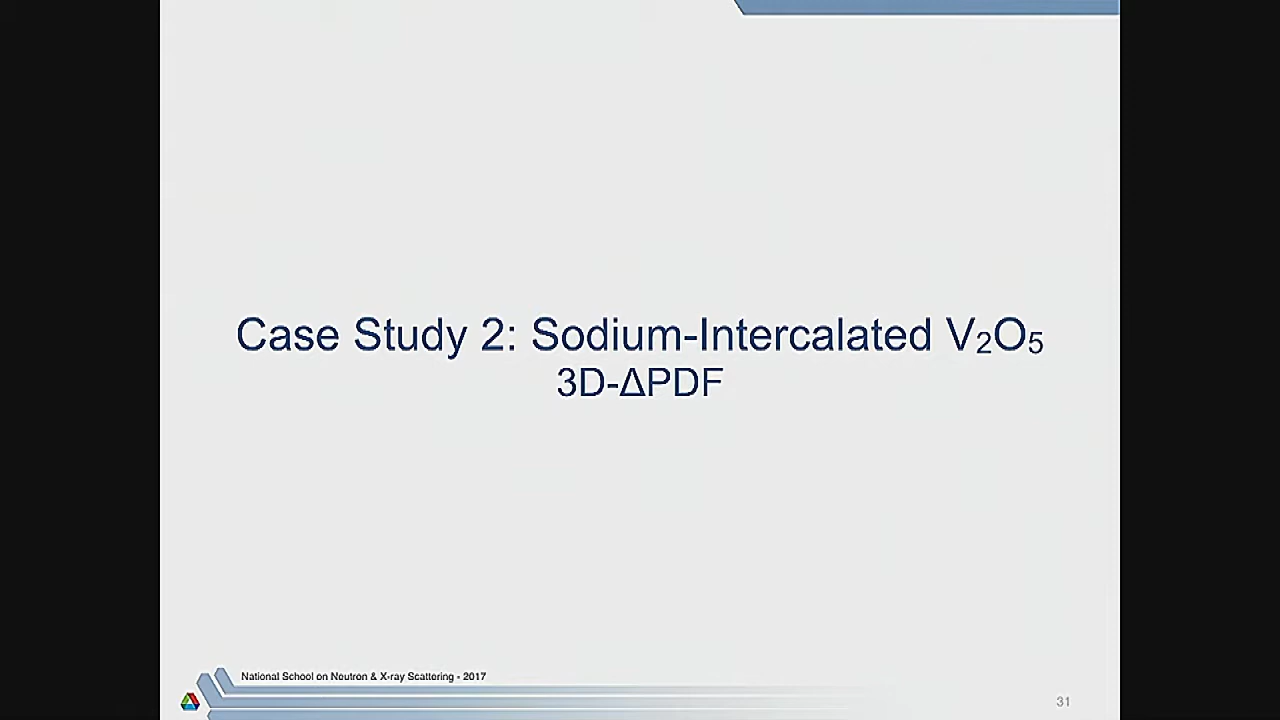 Case Study 2: Sodium-Intercalated V₂O₅
3D-ΔPDF
National School on Neutron & X-ray Scattering - 2017
31